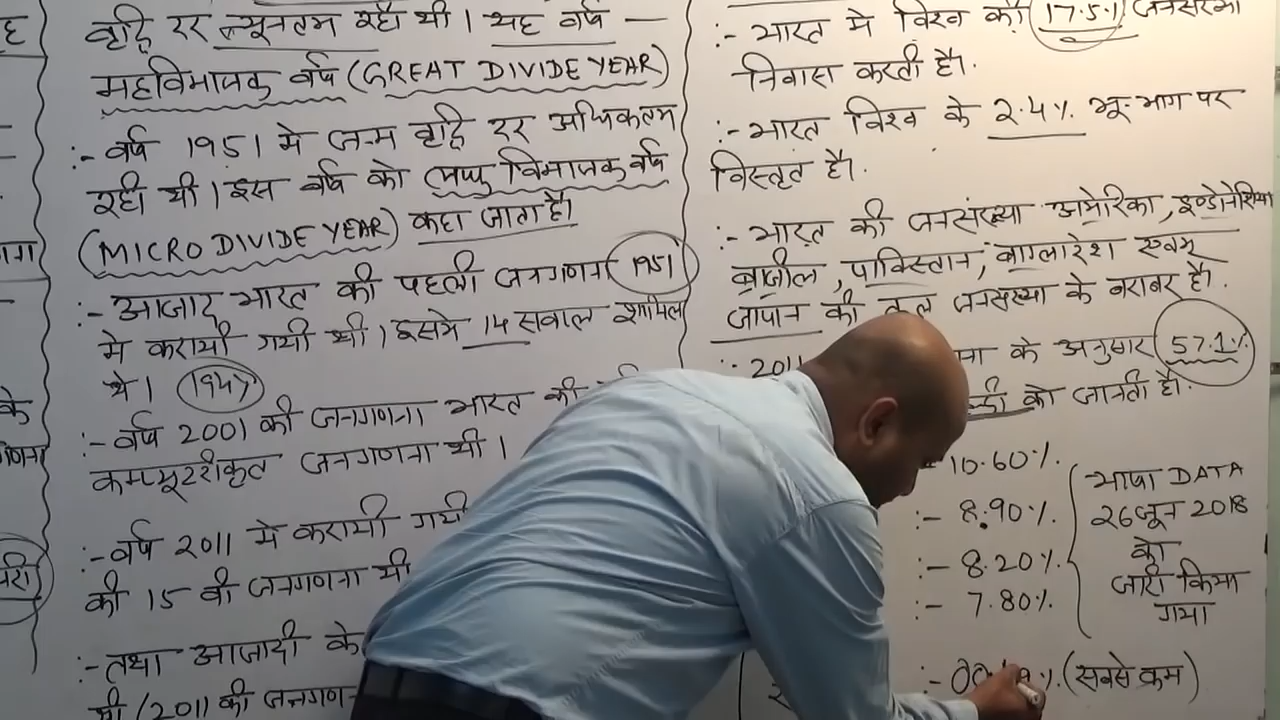 ह
गग
के
वृद्दि दर न्यूनतम रही थी । यह वर्ष
महाविभाजक वर्ष (GREAT DIVIDE YEAR)
:- वर्ष 1951 मे जन्म वृद्दि दर अधिकतम
रही थी । इस वर्ष को लघु विभाजक वर्ष
(MICRO DIVIDE YEAR) कहा जाता है।
:- आजाद भारत की पहली जनगणना 1951
मे करायी गयी थी । इसमे 14 सवाल शामिल
थे । 1947
:- वर्ष 2001 की जनगणना भारत की
कम्प्यूटरीकृत जनगणना थी ।
:- वर्ष 2011 मे करायी गयी
की 15 वी जनगणना थी
:- तथा आजादी के
थी / 2011 की जनगण
:- भारत मे विश्व की 17.5% जनसंख्या
निवास करती है।
:- भारत विश्व के 2.4% भू-भाग पर
विस्तृत है।
:- भारत की जनसंख्या अमेरिका, इण्डोनेशिया
ब्राजील, पाकिस्तान, बाग्लादेश एवम्
जापान की कुल जनसंख्या के बराबर है।
:- 2011 के अनुसार 57.1%
को जानती है।
- 10.60%.
:- 8.90%.
:- 8.20%.
:- 7.80%.
भाषा DATA
26 जून 2018
को
जारी किया
गया
:- 00 %. (सबसे कम)